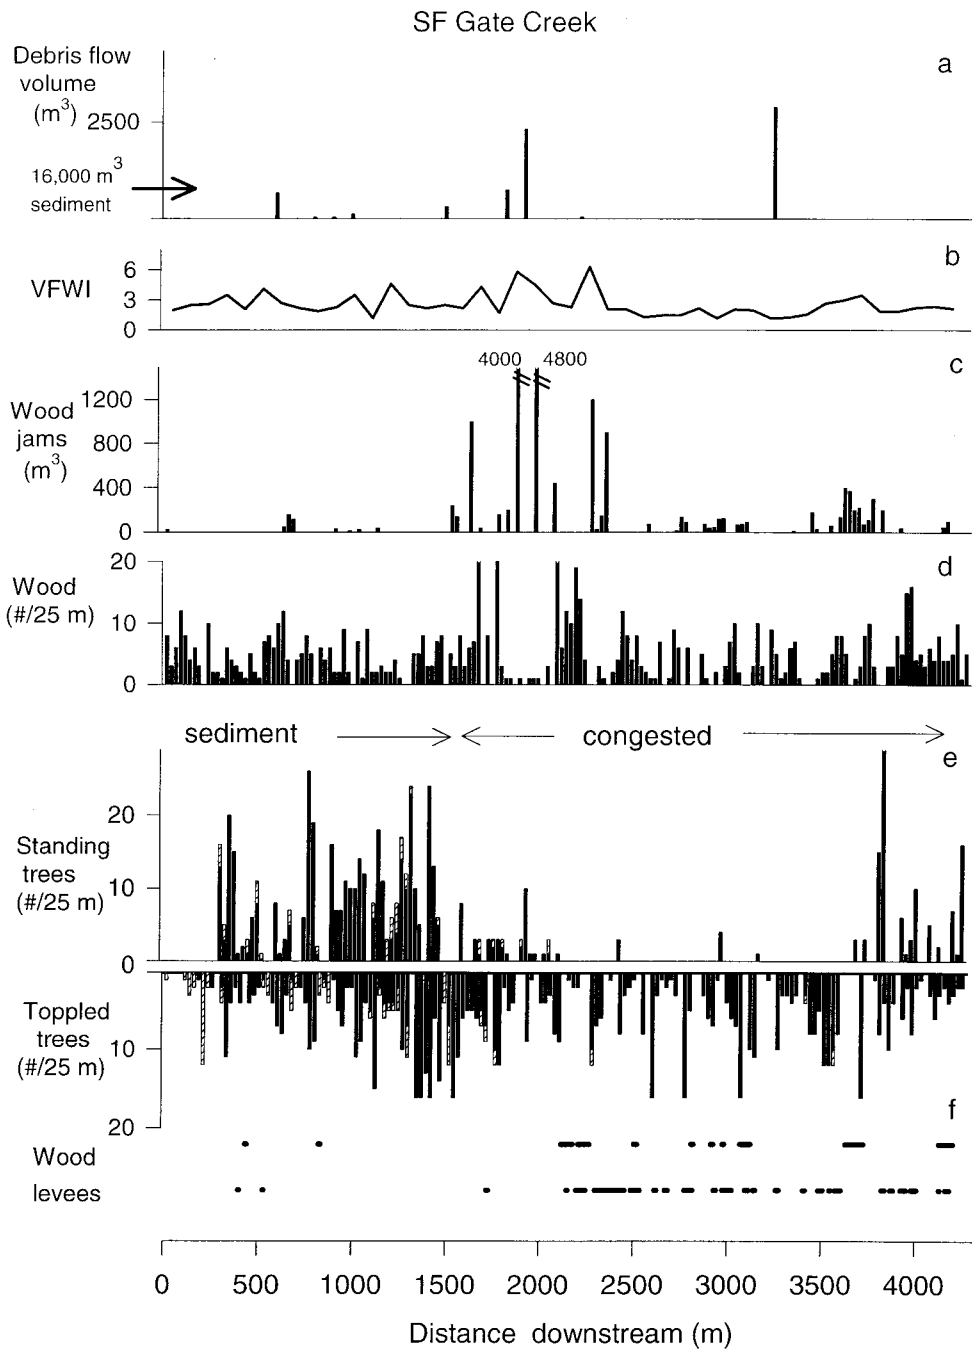 SF Gate Creek
a
Debris flow
volume
(m³)
2500
16,000 m³
sediment
b
VFWI
6
3
0
c
4000
4800
Wood
jams
(m³)
1200
800
400
0
d
Wood
(#/25 m)
20
10
0
sediment
congested
e
Standing
trees
(#/25 m)
20
10
0
Toppled
trees
(#/25 m)
10
20
f
Wood
levees
0 500 1000 1500 2000 2500 3000 3500 4000
Distance downstream (m)